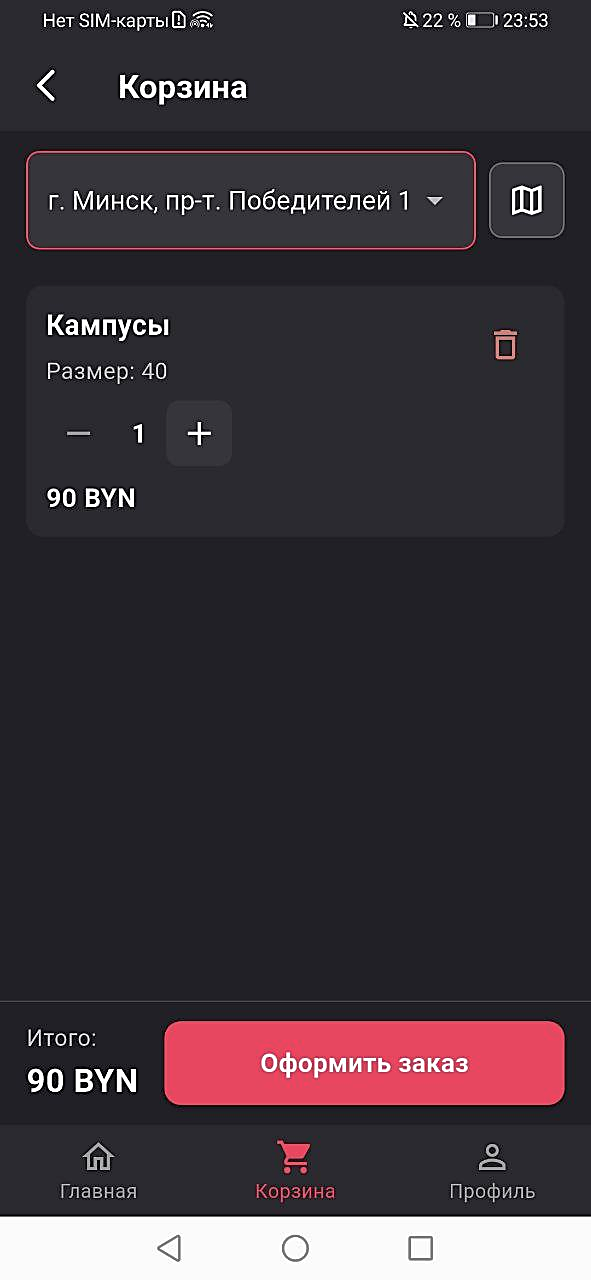 Нет SIM-карты 22 % 23:53
Корзина
г. Минск, пр-т. Победителей 1
Кампусы
Размер: 40
— 1 +
90 BYN
Итого:
90 BYN
Оформить заказ
Главная Корзина Профиль